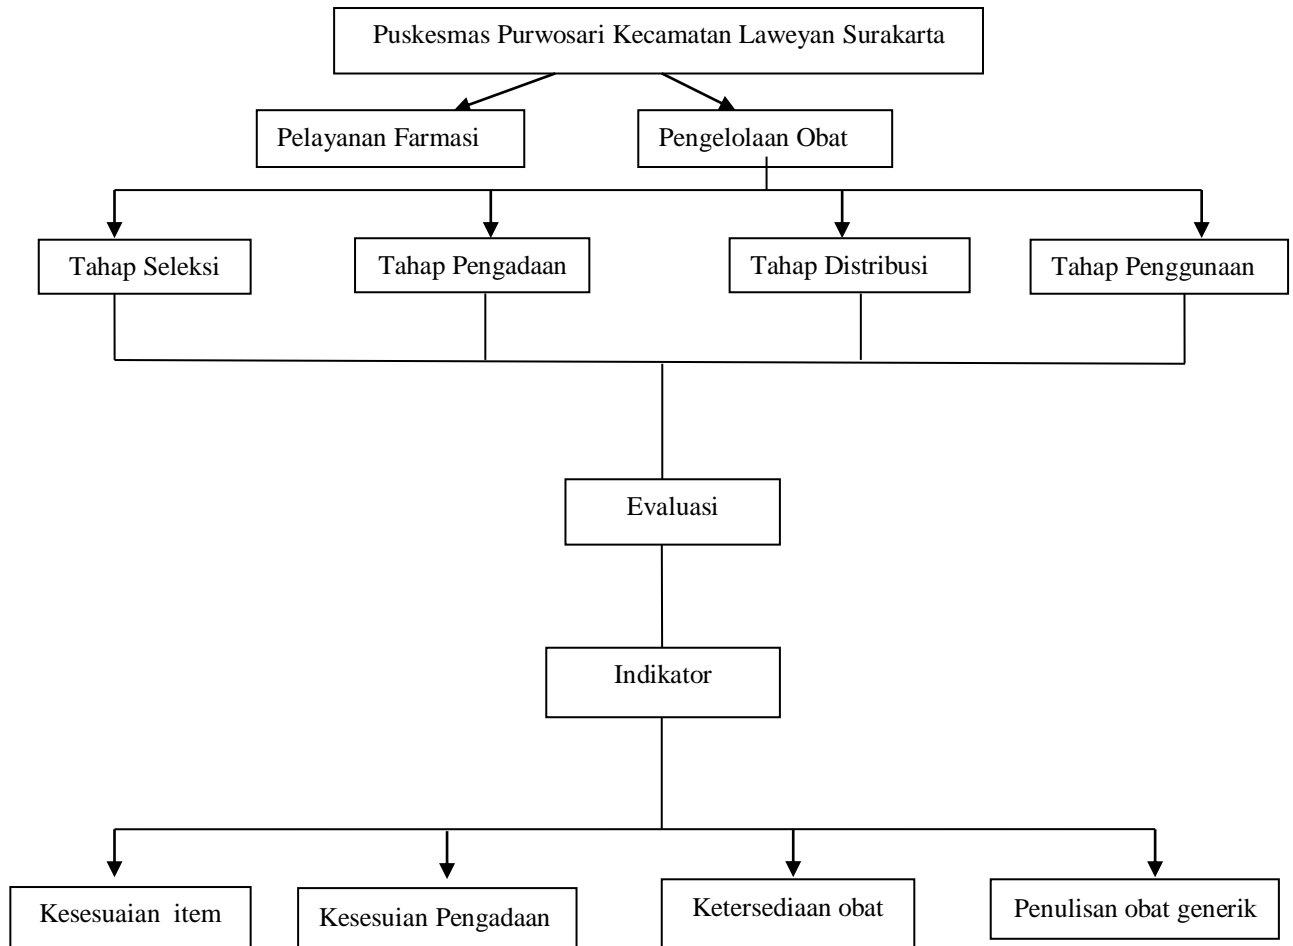 Puskesmas Purwosari Kecamatan Laweyan Surakarta
Pelayanan Farmasi
Pengelolaan Obat
Tahap Seleksi
Tahap Pengadaan
Tahap Distribusi
Tahap Penggunaan
Evaluasi
Indikator
Kesesuaian item
Kesesuian Pengadaan
Ketersediaan obat
Penulisan obat generik